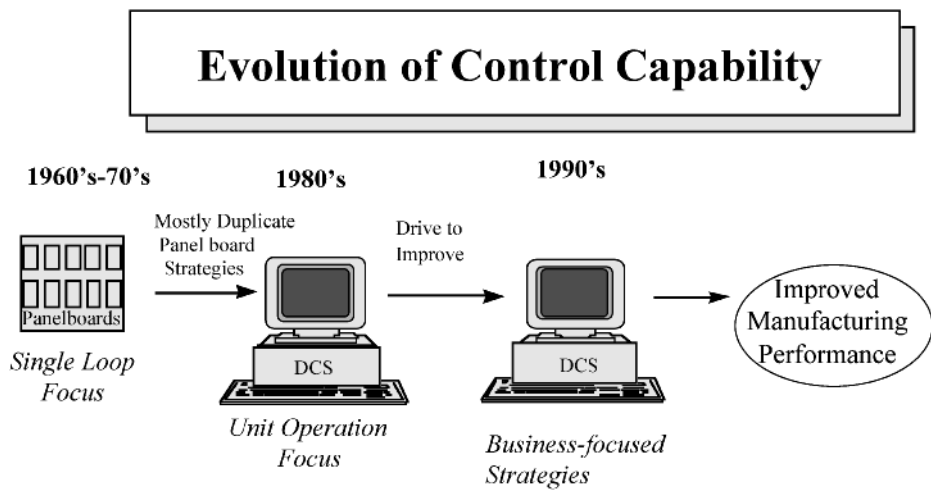 Evolution of Control Capability
1960's-70's
1980's
1990's
Mostly Duplicate
Panel board
Strategies
Drive to
Improve
Panelboards
DCS
DCS
Improved
Manufacturing
Performance
Single Loop
Focus
Unit Operation
Focus
Business-focused
Strategies